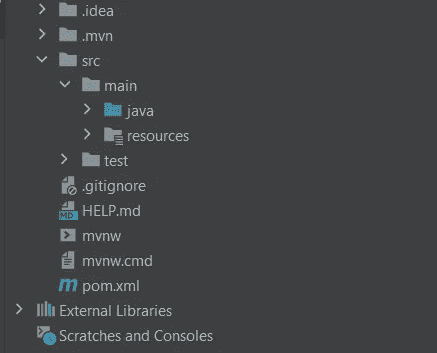 .idea
.mvn
src
main
java
resources
test
.gitignore
HELP.md
mvnw
mvnw.cmd
pom.xml
External Libraries
Scratches and Consoles